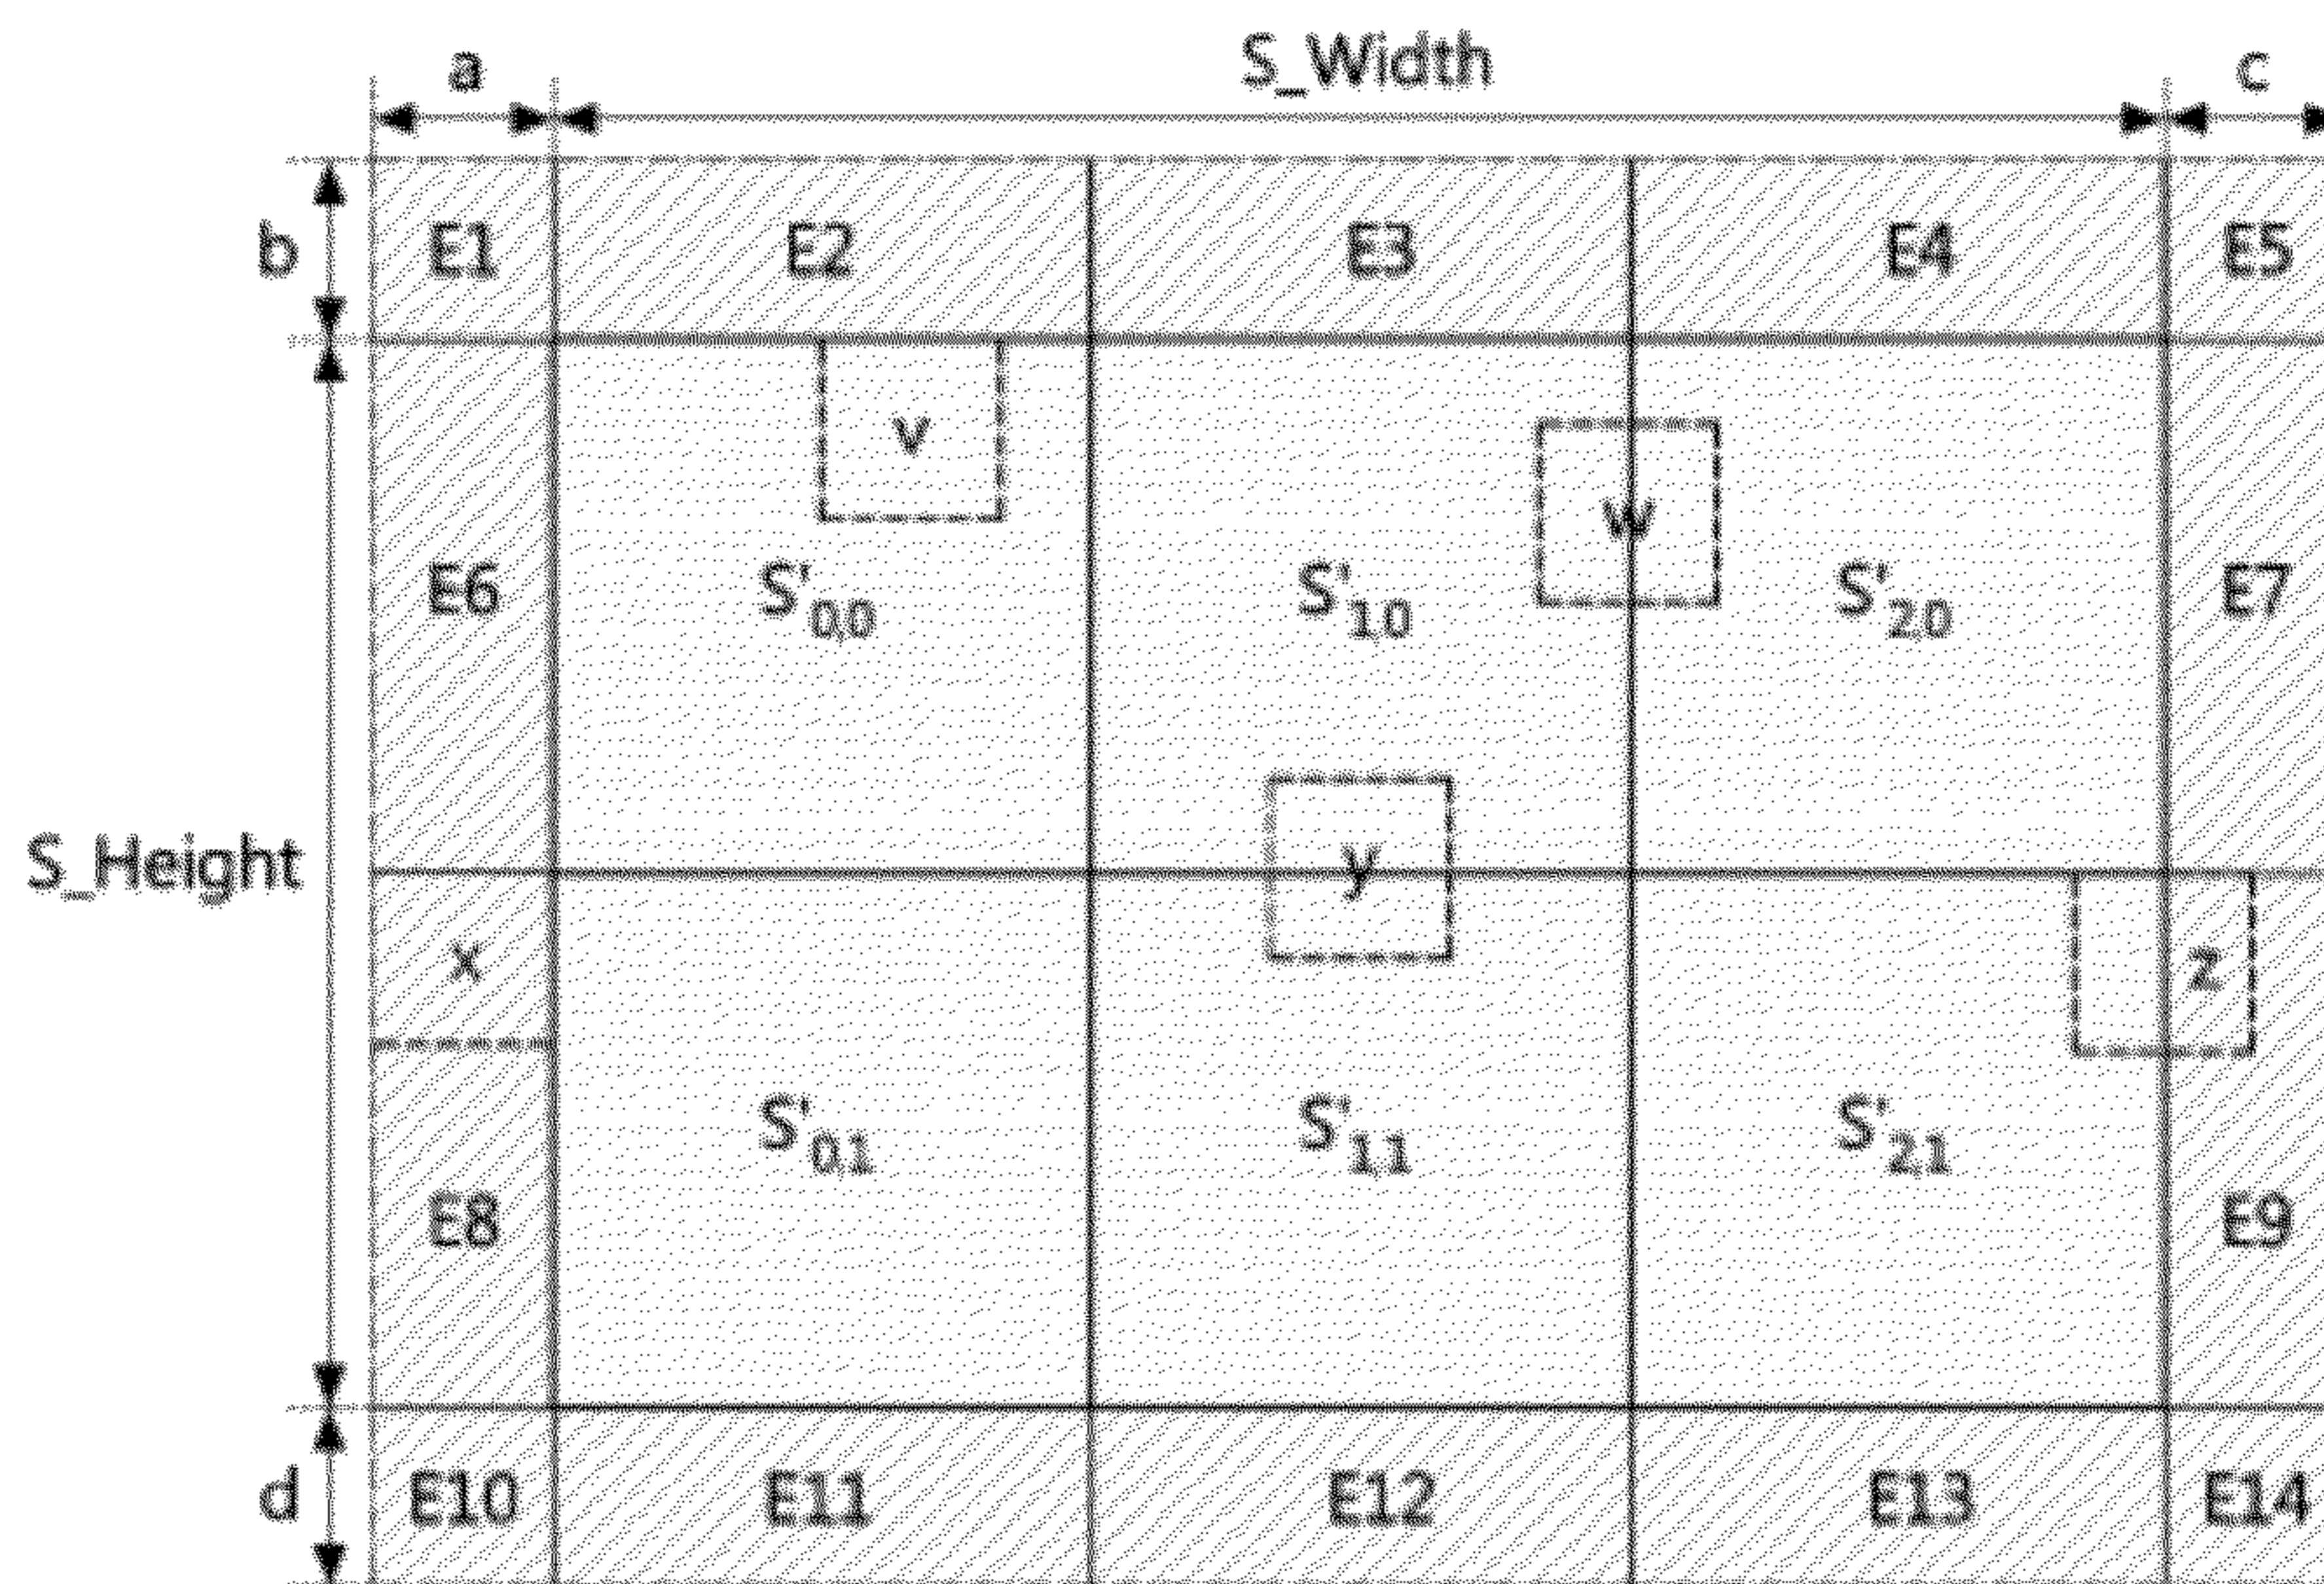 a S_Width c
b E1 E2 E3 E4 E5
v
w
E6 S'0,0 S'1,0 S'2,0 E7
S_Height y
x z
S'0,1 S'1,1 S'2,1
E8 E9
d E10 E11 E12 E13 E14